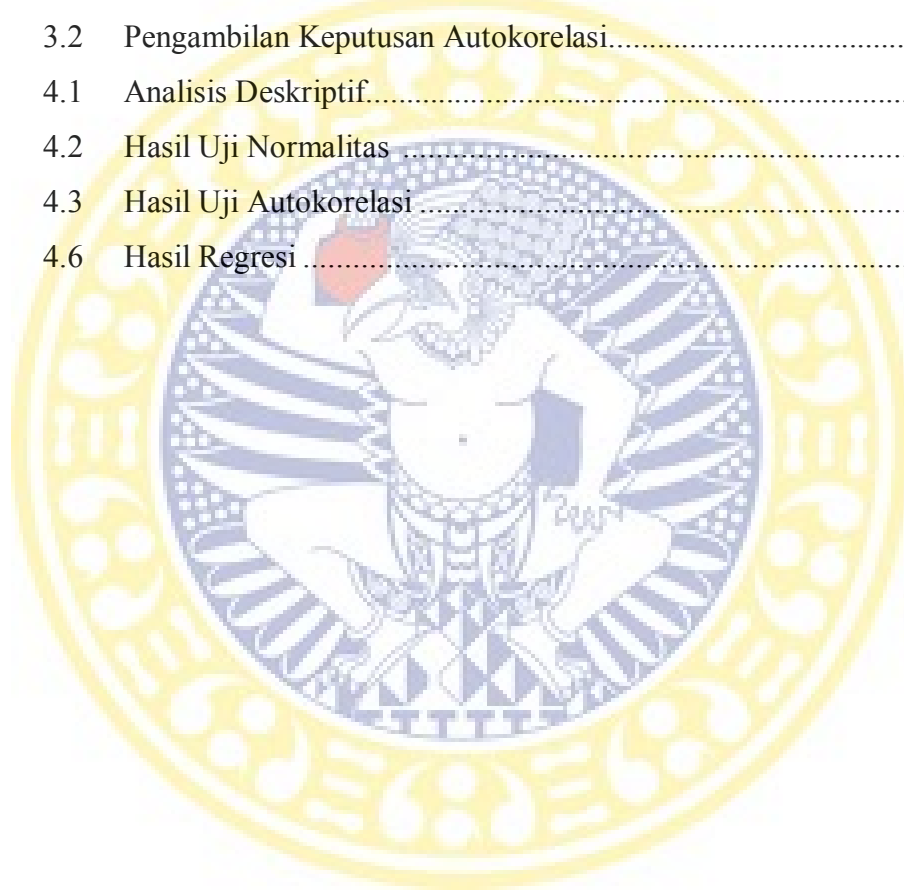 3.2 Pengambilan Keputusan Autokorelasi........................................
4.1 Analisis Deskriptif......................................................................
4.2 Hasil Uji Normalitas ..................................................................
4.3 Hasil Uji Autokorelasi ................................................................
4.6 Hasil Regresi ..............................................................................